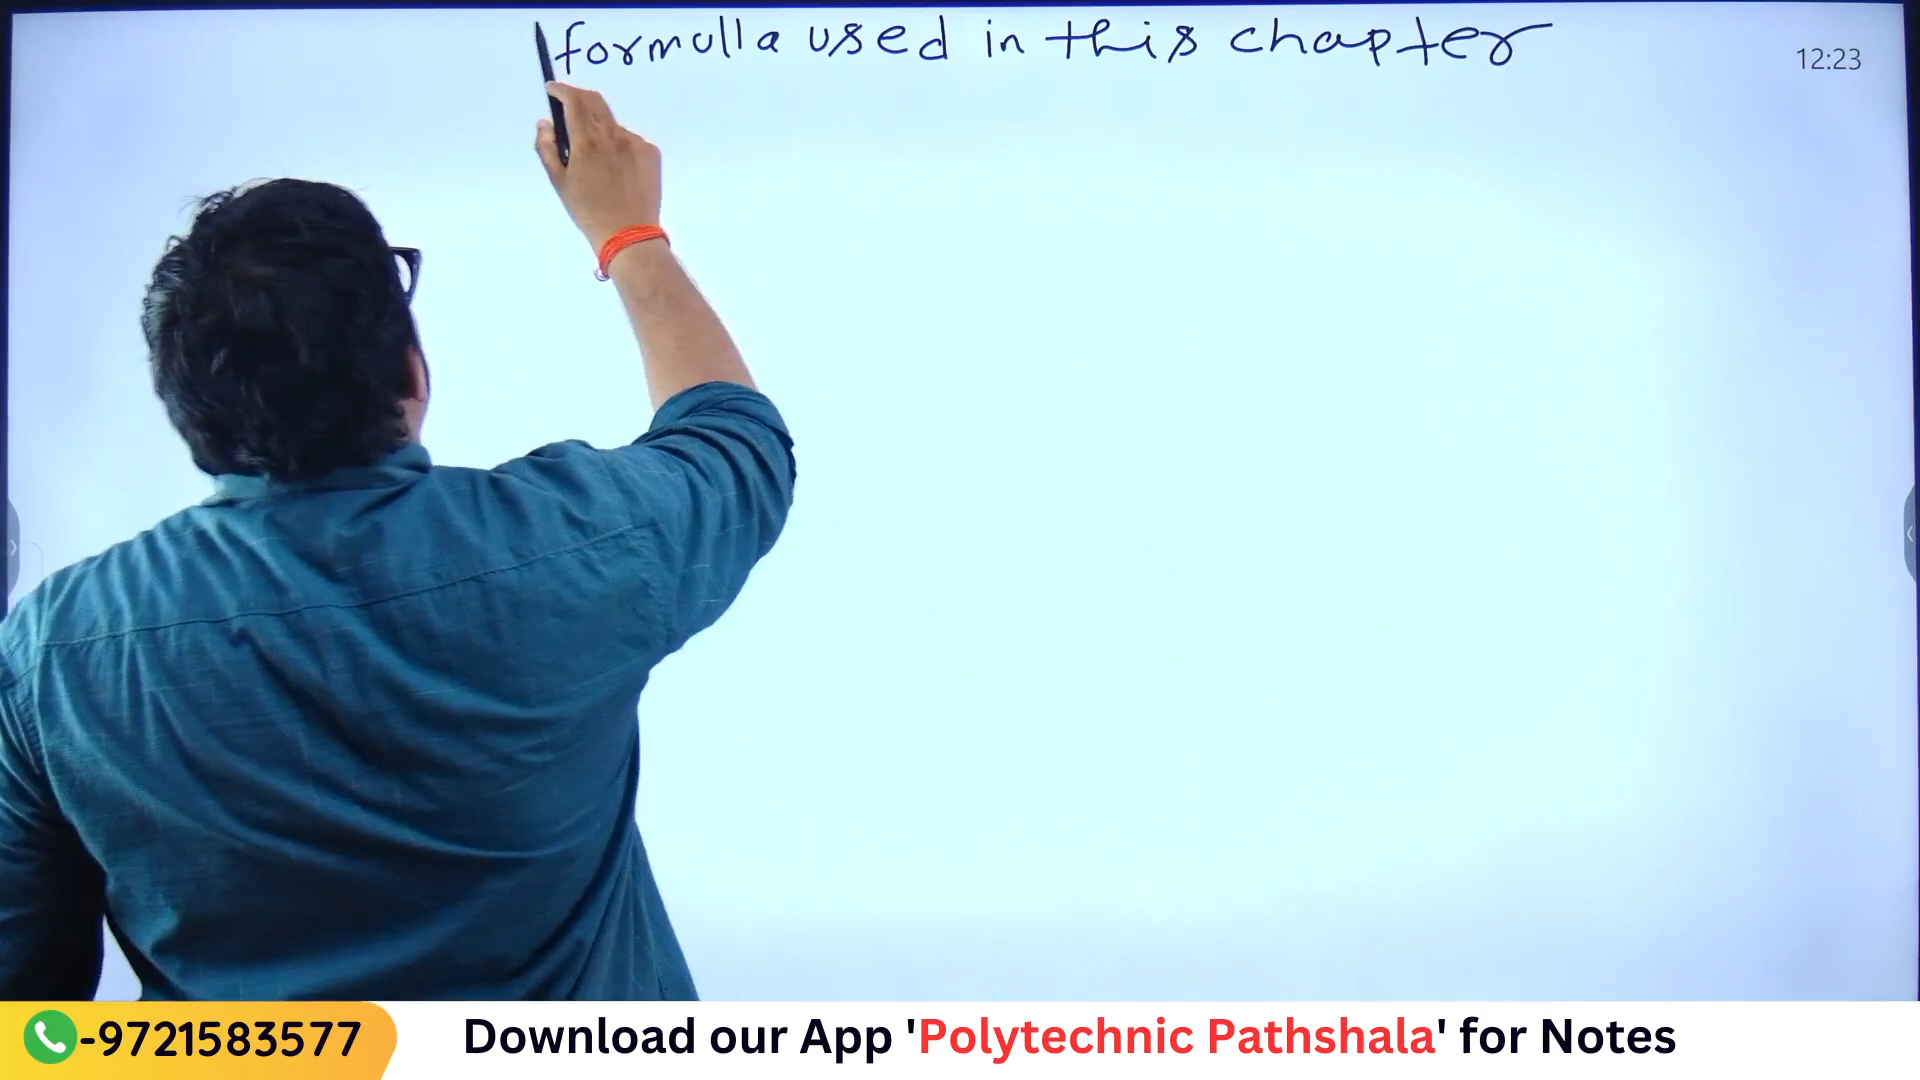 formulla used in this chapter
12:23
-9721583577
Download our App 'Polytechnic Pathshala' for Notes